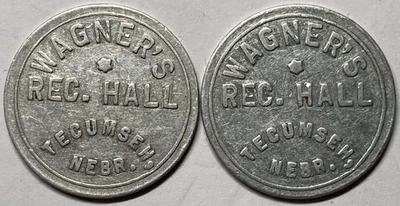 WAGNER'S
REC. HALL
TECUMSEH,
NEBR.
WAGNER'S
REC. HALL
TECUMSEH,
NEBR.